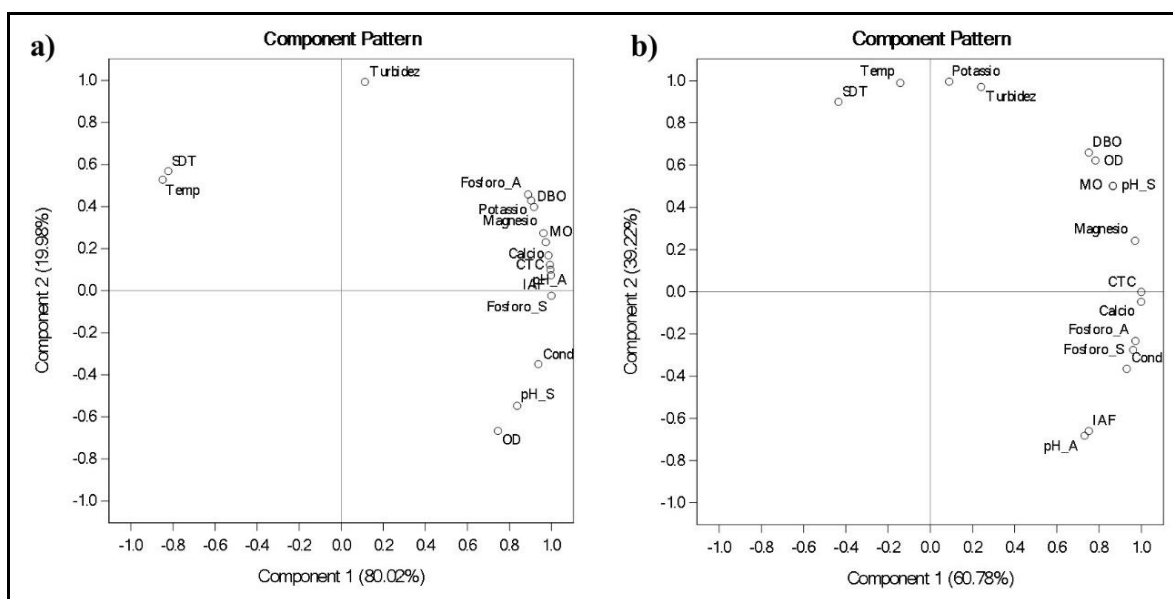 a)
Component Pattern
Turbidez
SDT
Temp
Fosforo_A
DBO
Potassio
Magnesio
MO
Calcio
CTC
pH_A
IAF
Fosforo_S
Cond
pH_S
OD
1.0
0.8
0.6
0.4
0.2
0.0
-0.2
-0.4
-0.6
-0.8
-1.0
Component 2 (19.98%)
-1.0 -0.8 -0.6 -0.4 -0.2 0.0 0.2 0.4 0.6 0.8 1.0
Component 1 (80.02%)
b)
Component Pattern
Temp
Potassio
SDT
Turbidez
DBO
OD
MO
pH_S
Magnesio
CTC
Calcio
Fosforo_A
Fosforo_S
Cond
IAF
pH_A
1.0
0.8
0.6
0.4
0.2
0.0
-0.2
-0.4
-0.6
-0.8
-1.0
Component 2 (39.22%)
-1.0 -0.8 -0.6 -0.4 -0.2 0.0 0.2 0.4 0.6 0.8 1.0
Component 1 (60.78%)